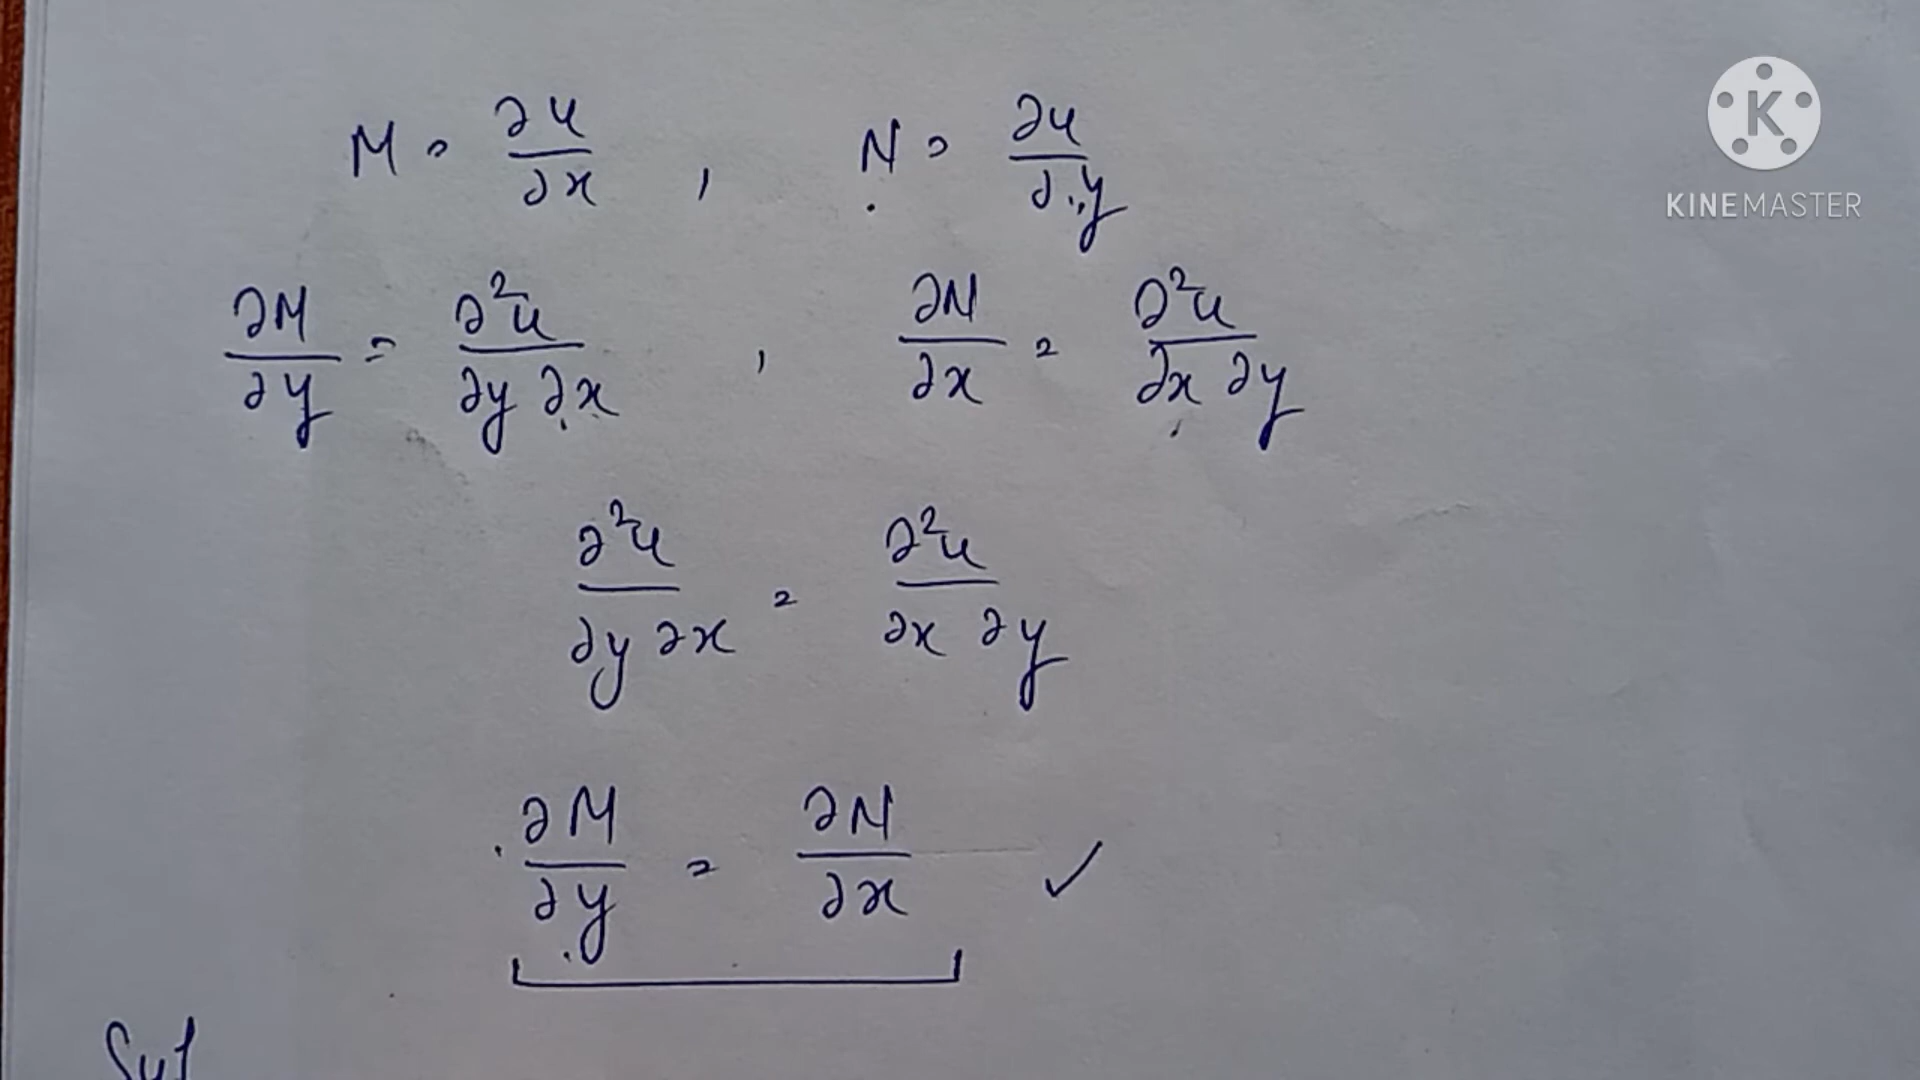 K
KINEMASTER
M = ∂u/∂x , N = ∂u/∂y
∂M/∂y = ∂²u/∂y ∂x , ∂N/∂x = ∂²u/∂x ∂y
∂²u/∂y ∂x = ∂²u/∂x ∂y
∂M/∂y = ∂N/∂x ✓